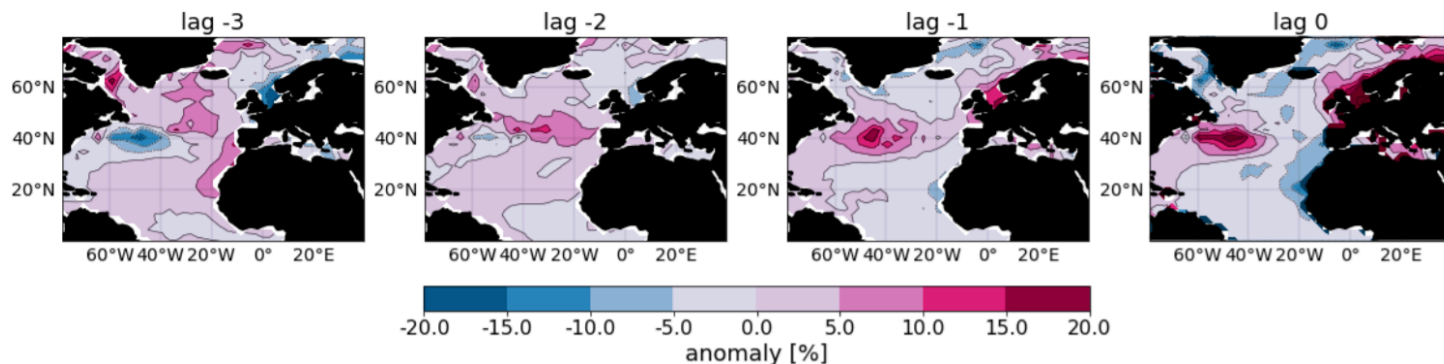 lag -3 lag -2 lag -1 lag 0
60°N 60°N 60°N 60°N
40°N 40°N 40°N 40°N
20°N 20°N 20°N 20°N
60°W 40°W 20°W 0° 20°E 60°W 40°W 20°W 0° 20°E 60°W 40°W 20°W 0° 20°E 60°W 40°W 20°W 0° 20°E
-20.0 -15.0 -10.0 -5.0 0.0 5.0 10.0 15.0 20.0
anomaly [%]